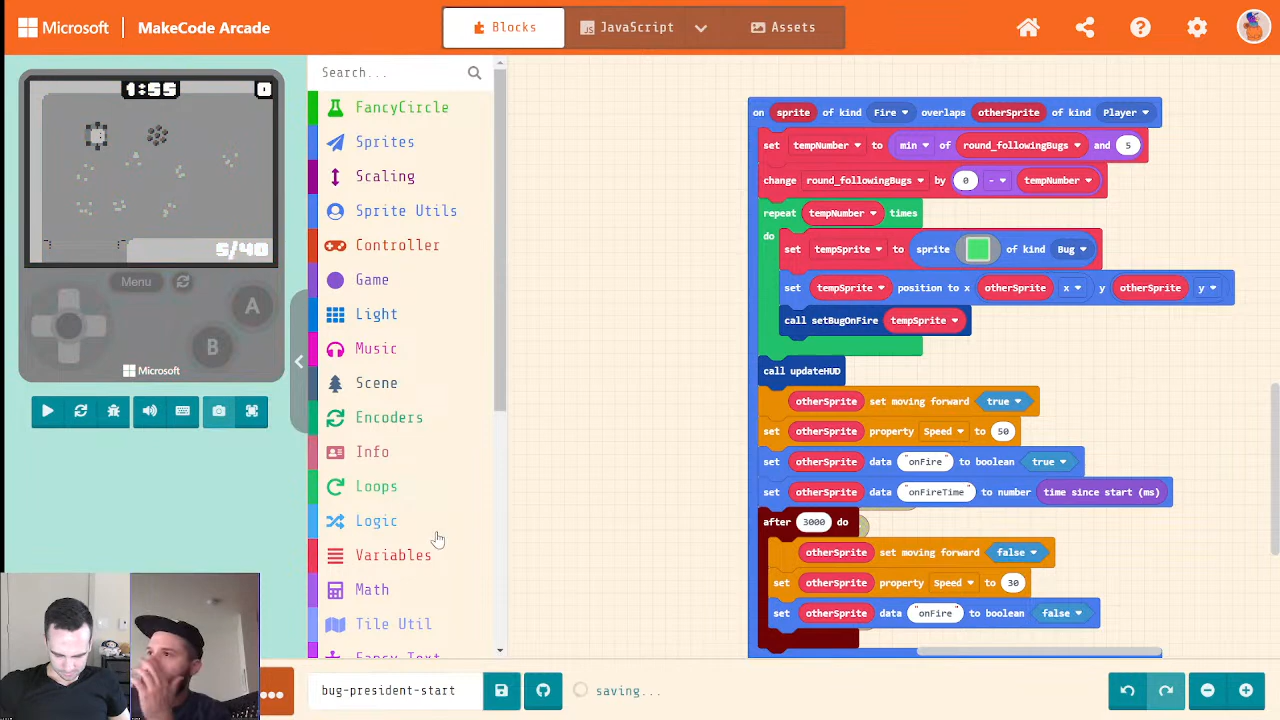 Microsoft | MakeCode Arcade
Blocks
JavaScript
Assets
1:55
0
5/40
Menu
A
B
Microsoft
Search...
FancyCircle
Sprites
Scaling
Sprite Utils
Controller
Game
Light
Music
Scene
Encoders
Info
Loops
Logic
Variables
Math
Tile Util
Fancy Text
on sprite of kind Fire overlaps otherSprite of kind Player
set tempNumber to min of round_followingBugs and 5
change round_followingBugs by 0 - tempNumber
repeat tempNumber times
do
set tempSprite to sprite of kind Bug
set tempSprite position to x otherSprite x y otherSprite y
call setBugOnFire tempSprite
call updateHUD
otherSprite set moving forward true
set otherSprite property Speed to 50
set otherSprite data "onFire" to boolean true
set otherSprite data "onFireTime" to number time since start (ms)
after 3000 do
otherSprite set moving forward false
set otherSprite property Speed to 30
set otherSprite data "onFire" to boolean false
bug-president-start
saving...